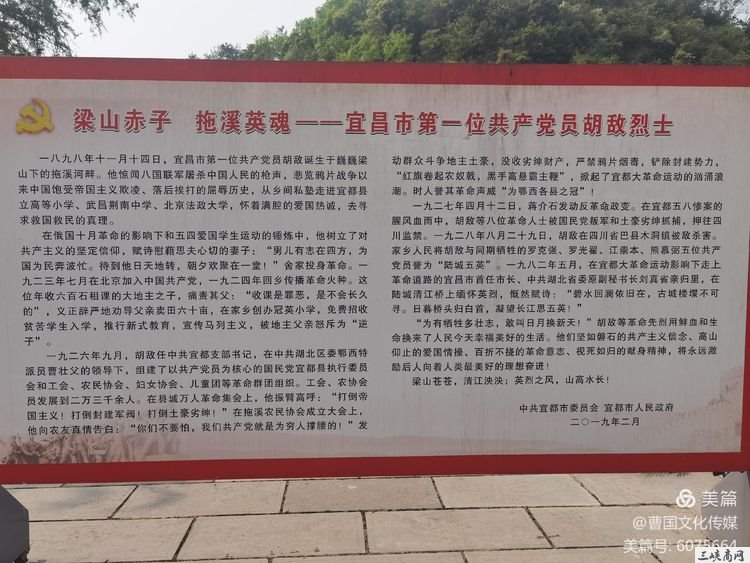 梁山赤子 拖溪英魂——宜昌市第一位共产党员胡敌烈士
一八九八年十一月十四日，宜昌市第一位共产党员胡敌诞生于巍巍梁
山下的拖溪河畔。他惊闻八国联军屠杀中国人民的枪声，悲览鸦片战争以
来中国饱受帝国主义欺凌、落后挨打的屈辱历史，从乡间私塾走进宜都县
立高等小学、武昌荆南中学、北京法政大学，怀着满腔的爱国热诚，去寻
求救国救民的真理。
在俄国十月革命的影响下和五四爱国学生运动的锤炼中，他树立了对
共产主义的坚定信仰，赋诗慰藉思夫心切的妻子：“男儿有志在四方，为
国为民奔波忙。待到他日天地转，朝夕欢聚在一堂！”舍家投身革命。一
九二三年七月在北京加入中国共产党，一九二四年回乡传播革命火种。这
位年收六百石租课的大地主之子，痛责其父：“收课是罪恶，是不会长久
的”，义正辞严地劝导父亲卖田六十亩，在家乡创办冠英小学，免费招收
贫苦学生入学，推行新式教育，宣传马列主义，被地主父亲怒斥为“逆
子”。
一九二六年九月，胡敌任中共宜都支部书记，在中共湖北区委鄂西特
派员曹壮父的领导下，组建了以共产党员为核心的国民党宜都县执行委员
会和工会、农民协会、妇女协会、儿童团等革命群团组织。工会、农协会
员发展到二万三千余人。在县城万人革命集会上，他振臂高呼：“打倒帝
国主义！打倒封建军阀！打倒土豪劣绅！”在拖溪农民协会成立大会上，
他向农友真情告白：“你们不要怕，我们共产党就是为穷人撑腰的！”发
动群众斗争地主土豪，没收劣绅财产，严禁鸦片烟毒，铲除封建势力，
“红旗卷起农奴戟，黑手高悬霸主鞭”，掀起了宜都大革命运动的汹涌浪
潮。时人誉其革命声威“为鄂西各县之冠”！
一九二七年四月十二日，蒋介石发动反革命政变。在宜都五八惨案的
腥风血雨中，胡敌等八位革命人士被国民党叛军和土豪劣绅抓捕，押往四
川监禁。一九二八年八月二十九日，胡敌在四川省巴县木洞镇被敌杀害。
家乡人民将胡敌与同期牺牲的罗克强、罗光翟、江崇本、熊慕弼五位共产
党员誉为“陆城五英”。一九八二年五月，在宜都大革命运动影响下走上
革命道路的宜昌市首任市长、中共湖北省委原副秘书长刘真省亲归里，在
陆城清江桥上缅怀英烈，慨然赋诗：“碧水回澜依旧在，古城楼堞不可
寻。日暮桥头归白首，凝望长江思五英！”
“为有牺牲多壮志，敢叫日月换新天！”胡敌等革命先烈用鲜血和生
命换来了人民今天幸福美好的生活。他们坚如磐石的共产主义信念、高山
仰止的爱国情操、百折不挠的革命意志、视死如归的献身精神，将永远激
励后人向着人类最美好的理想奋进！
梁山苍苍，清江泱泱；英烈之风，山高水长！
中共宜都市委员会 宜都市人民政府
二〇一九年二月
美篇
@曹国文化传媒
美篇号: 6075664
三峡商网